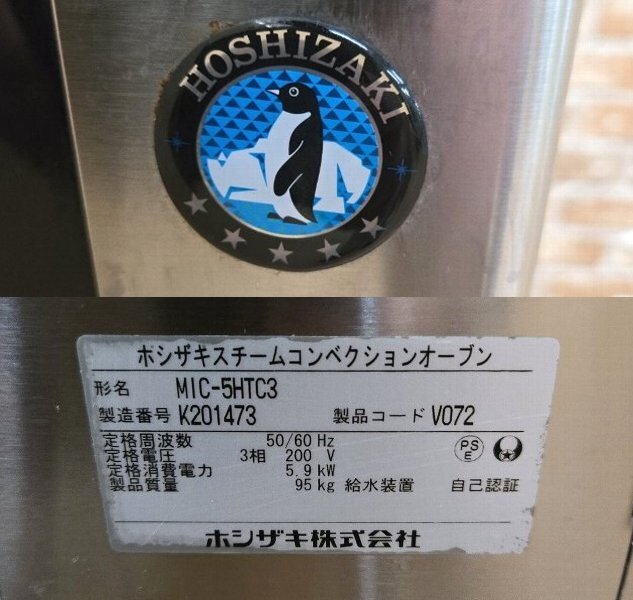 HOSHIZAKI
ホシザキスチームコンベクションオーブン
形名 MIC-5HTC3
製造番号 K201473 製品コード V072
定格周波数 50/60 Hz
定格電圧 3相 200 V
定格消費電力 5.9 kW
製品質量 95 kg 給水装置 自己認証
PS
E
ホシザキ株式会社